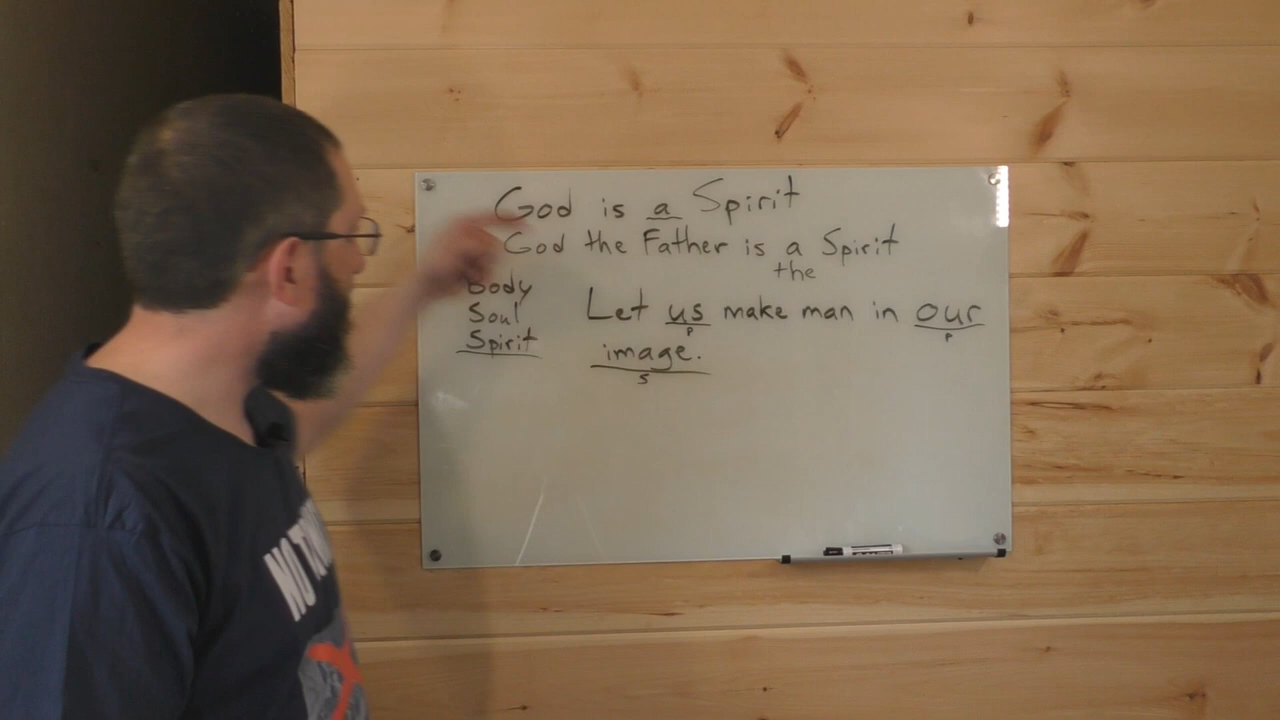 God is a Spirit
God the Father is a Spirit
the
body
Soul
Spirit
Let us make man in our
p
p
image.
s
NOT